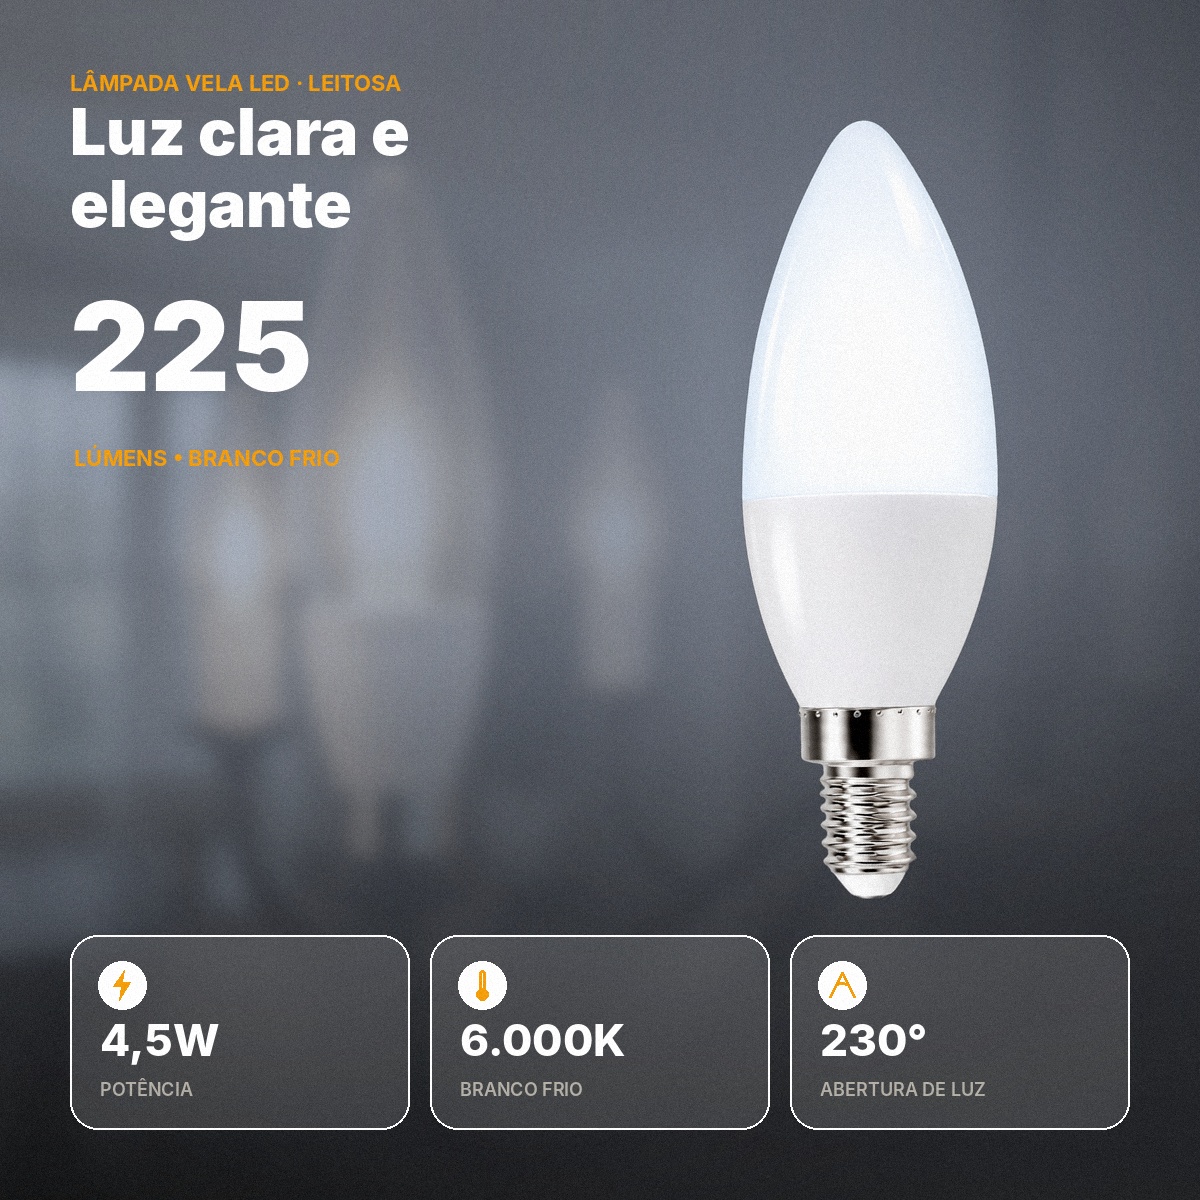 LÂMPADA VELA LED · LEITOSA
Luz clara e
elegante
225
LÚMENS • BRANCO FRIO
4,5W
POTÊNCIA
6.000K
BRANCO FRIO
230°
ABERTURA DE LUZ